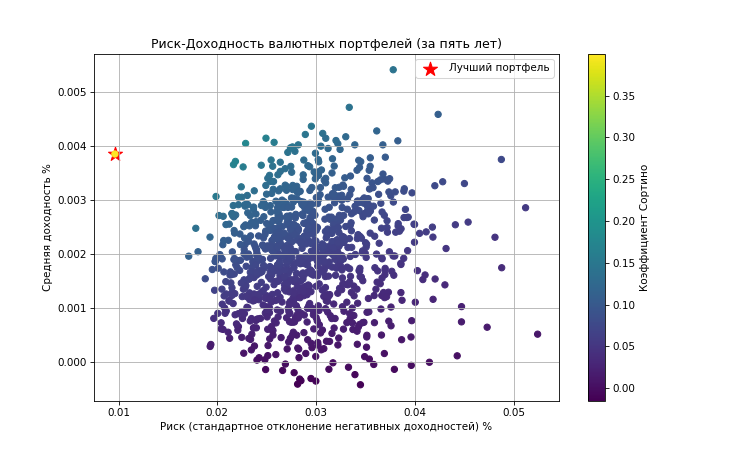 Риск-Доходность валютных портфелей (за пять лет)
Лучший портфель
Средняя доходность %
0.005
0.004
0.003
0.002
0.001
0.000
0.01 0.02 0.03 0.04 0.05
Риск (стандартное отклонение негативных доходностей) %
0.35
0.30
0.25
0.20
0.15
0.10
0.05
0.00
Коэффициент Сортино